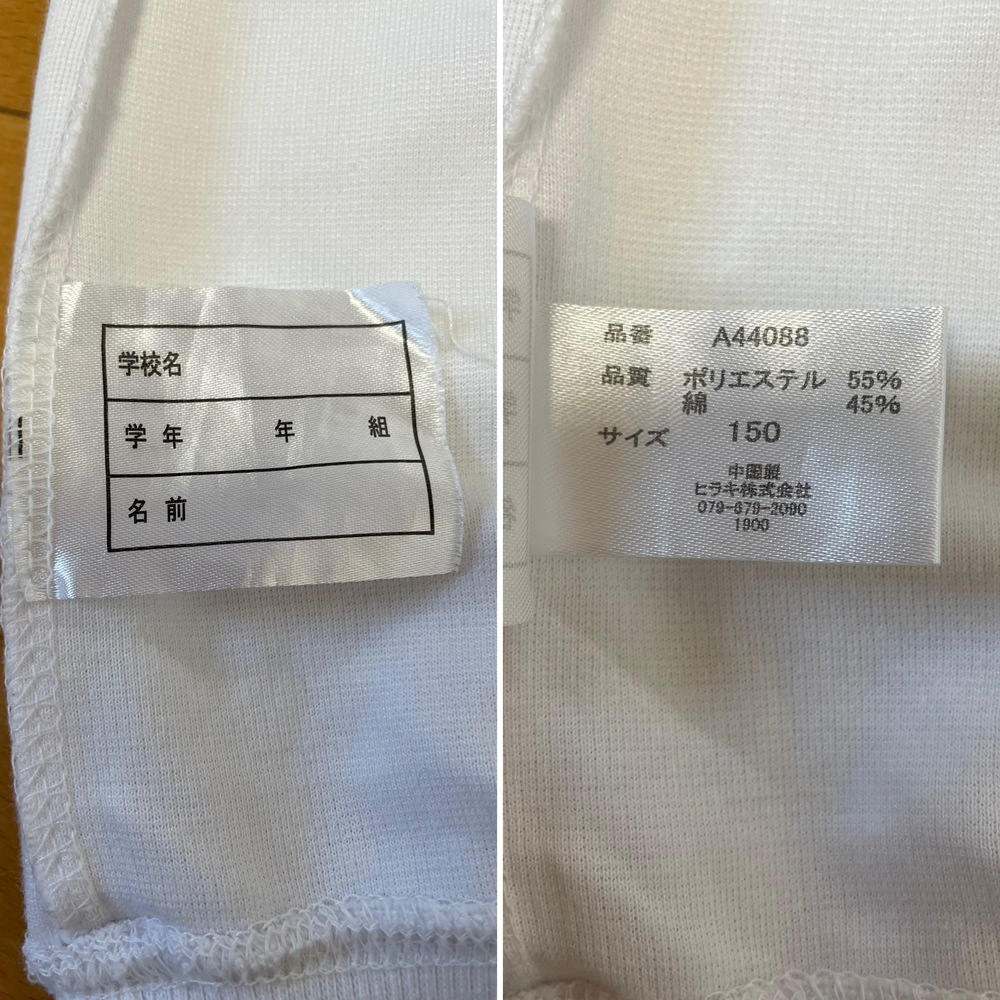 学校名
学年 年 組
名前
品番 A44088
品質 ポリエステル 55%
綿 45%
サイズ 150
中国製
ヒラキ株式会社
079-679-2090
1900